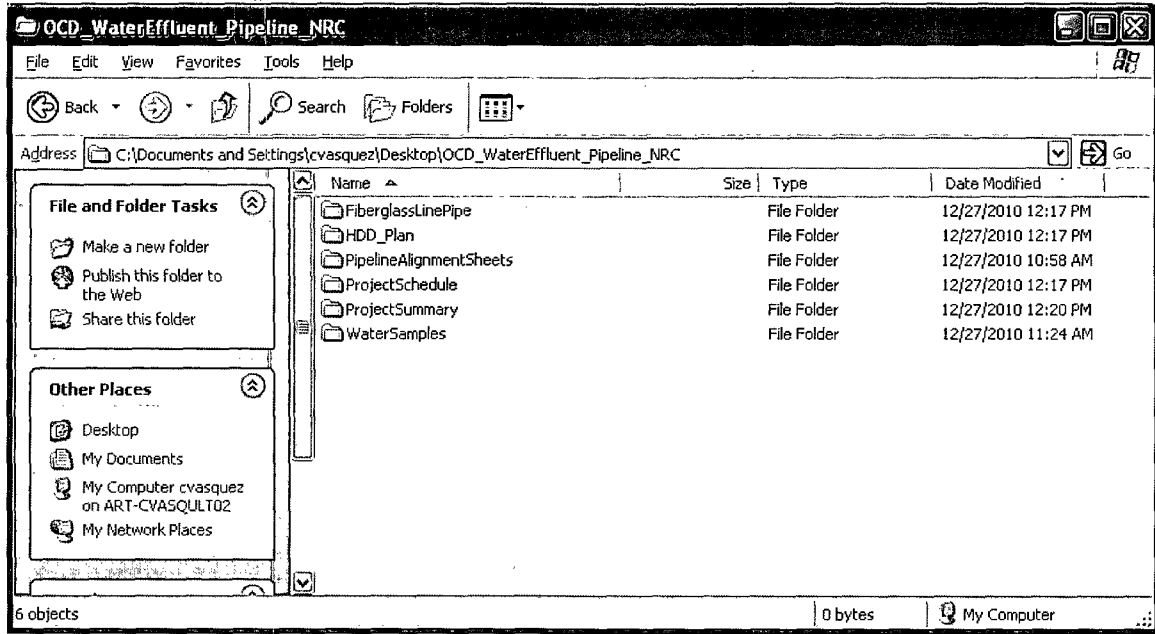 OCD_WaterEffluent_Pipeline_NRC
File Edit View Favorites Tools Help
Back Search Folders
Address C:\Documents and Settings\cvasquez\Desktop\OCD_WaterEffluent_Pipeline_NRC Go
File and Folder Tasks
Make a new folder
Publish this folder to
the Web
Share this folder
Other Places
Desktop
My Documents
My Computer cvasquez
on ART-CVASQULT02
My Network Places
Name Size Type Date Modified
FiberglassLinePipe File Folder 12/27/2010 12:17 PM
HDD_Plan File Folder 12/27/2010 12:17 PM
PipelineAlignmentSheets File Folder 12/27/2010 10:58 AM
ProjectSchedule File Folder 12/27/2010 12:17 PM
ProjectSummary File Folder 12/27/2010 12:20 PM
WaterSamples File Folder 12/27/2010 11:24 AM
6 objects 0 bytes My Computer